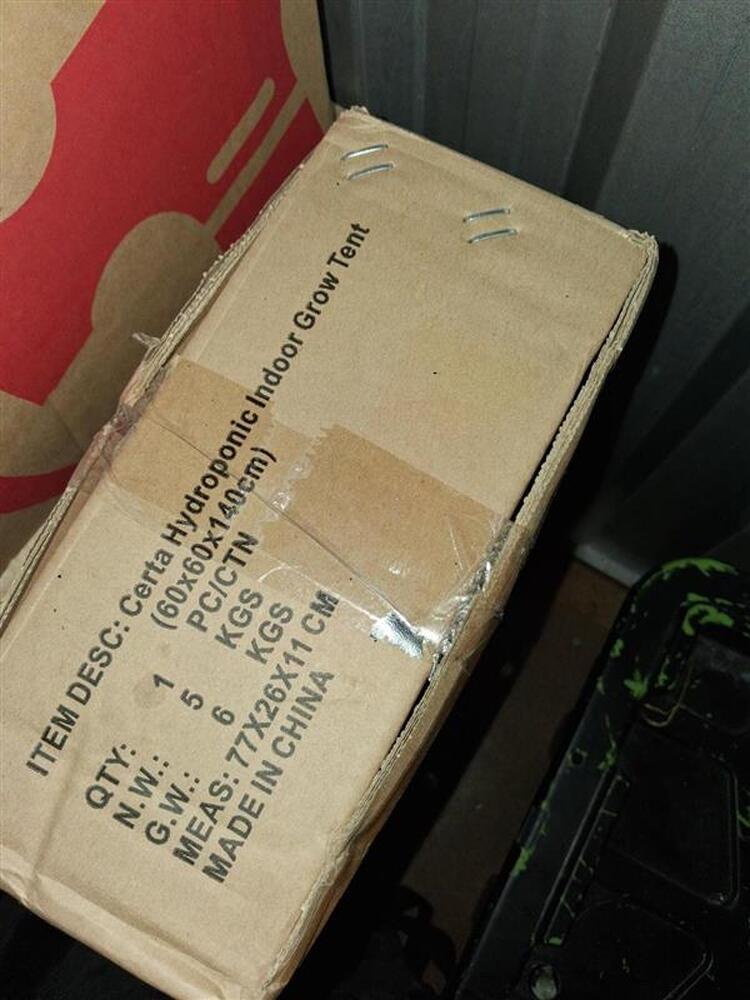 ITEM DESC: Certa Hydroponic Indoor Grow Tent
(60x60x140cm)
QTY: 1 PC/CTN
N.W.: 5 KGS
G.W.: 6 KGS
MEAS: 77X26X11 CM
MADE IN CHINA